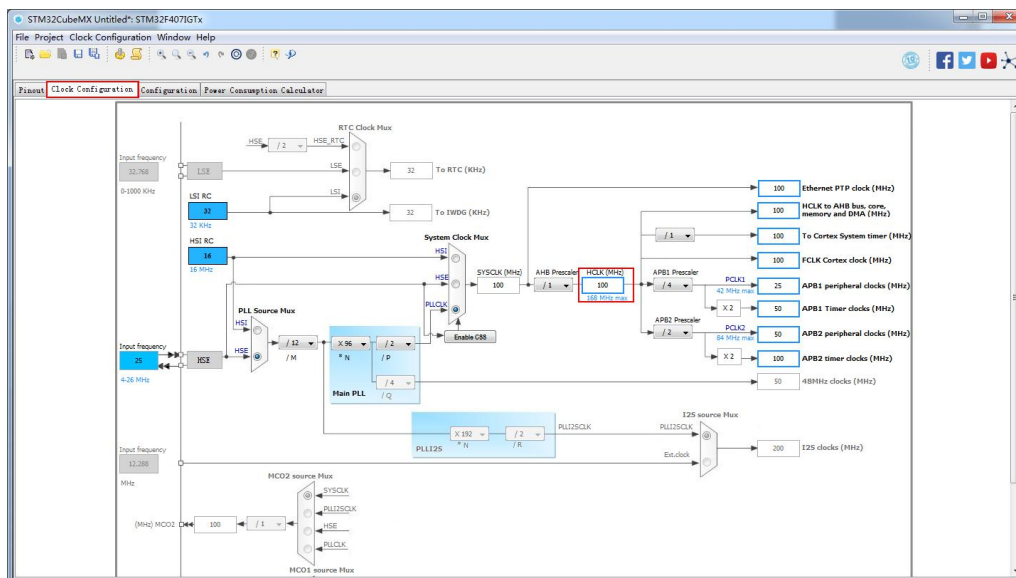 STM32CubeMX Untitled*: STM32F407IGTx
File Project Clock Configuration Window Help
Pinout Clock Configuration Configuration Power Consumption Calculator
RTC Clock Mux
HSE / 2 HSE_RTC
Input frequency
32.768 LSE LSE 32 To RTC (KHz)
0-1000 KHz
LSI RC LSI
32 32 To IWDG (KHz)
32 KHz
HSI RC
16
16 MHz
System Clock Mux
HSI
HSE
PLLCLK
Enable CSS
SYSCLK (MHz) AHB Prescaler HCLK (MHz) APB1 Prescaler
100 / 1 100 / 4
168 MHz max
100 Ethernet PTP clock (MHz)
100 HCLK to AHB bus, core,
memory and DMA (MHz)
/ 1 100 To Cortex System timer (MHz)
100 FCLK Cortex clock (MHz)
PCLK1 25 APB1 peripheral clocks (MHz)
42 MHz max
X 2 50 APB1 Timer clocks (MHz)
APB2 Prescaler
/ 2 PCLK2 50 APB2 peripheral clocks (MHz)
84 MHz max
X 2 100 APB2 timer clocks (MHz)
PLL Source Mux
HSI
HSE
Input frequency
25 HSE
4-26 MHz
/ 12 X 96 / 2
/ M * N / P
/ 4 50 48MHz clocks (MHz)
Main PLL / Q
I2S source Mux
X 192 / 2 PLLI2SCLK PLLI2SCLK
PLLI2S * N / R
200 I2S clocks (MHz)
Ext.clock
Input frequency
12.288
MHz
MCO2 source Mux
SYSCLK
PLLI2SCLK
(MHz) MCO2 100 / 1 HSE
PLLCLK
MCO1 source Mux